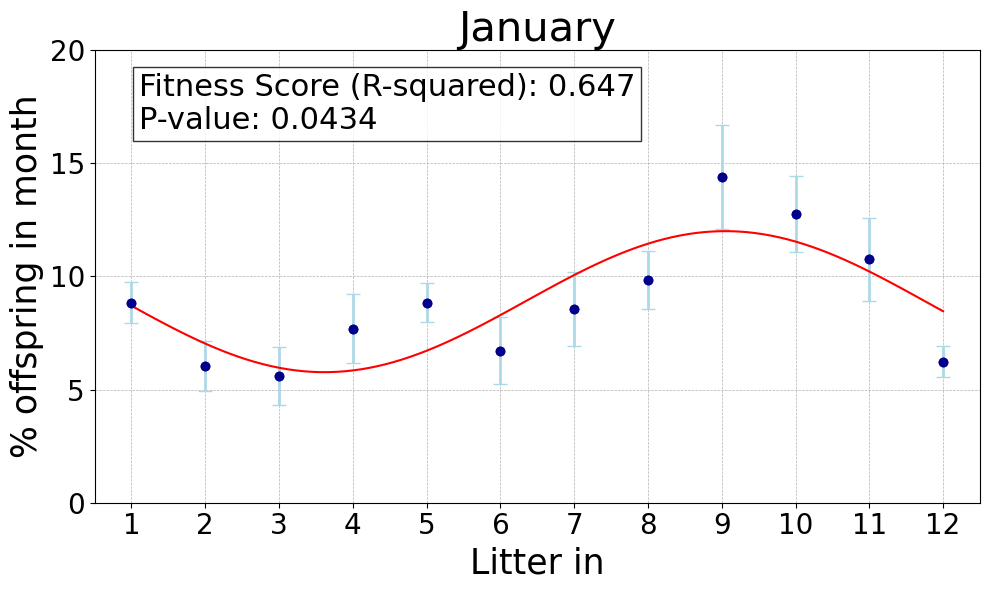 January
Fitness Score (R-squared): 0.647
P-value: 0.0434
% offspring in month
20
15
10
5
0
1 2 3 4 5 6 7 8 9 10 11 12
Litter in